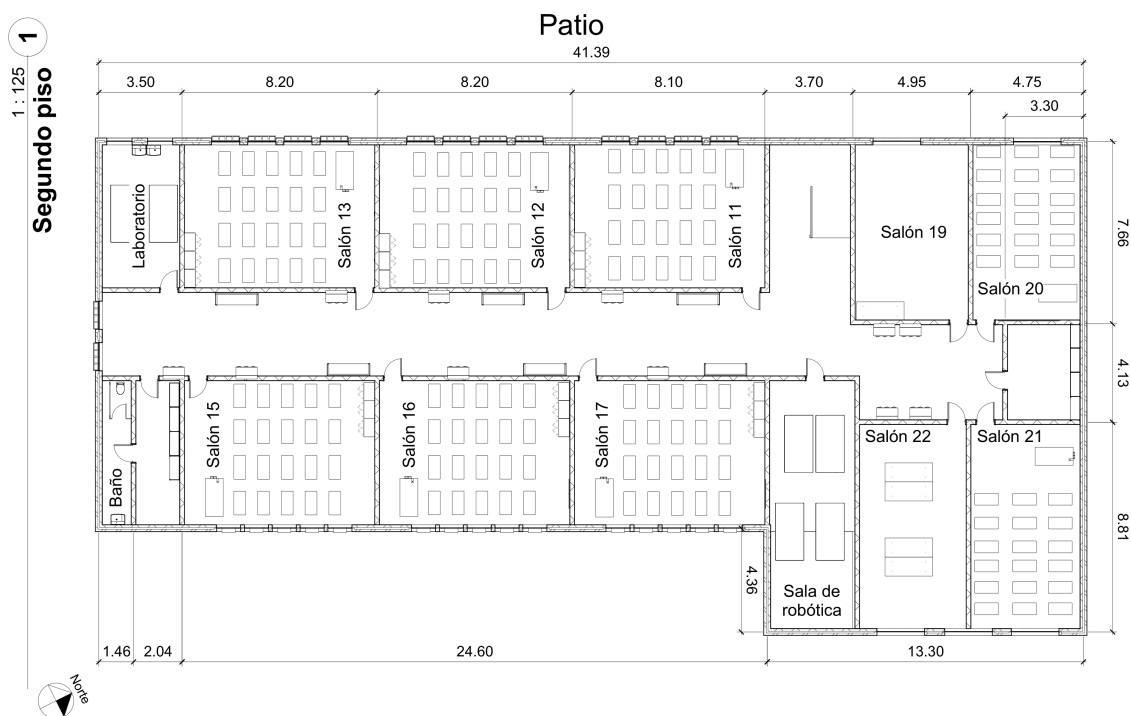 Patio
41.39
3.50
8.20
8.20
8.10
3.70
4.95
4.75
3.30
1
1 : 125
Segundo piso
Laboratorio
Salón 13
Salón 12
Salón 11
Salón 19
Salón 20
7.66
4.13
8.81
Baño
Salón 15
Salón 16
Salón 17
Salón 22
Salón 21
Sala de
robótica
4.36
1.46
2.04
24.60
13.30
Norte